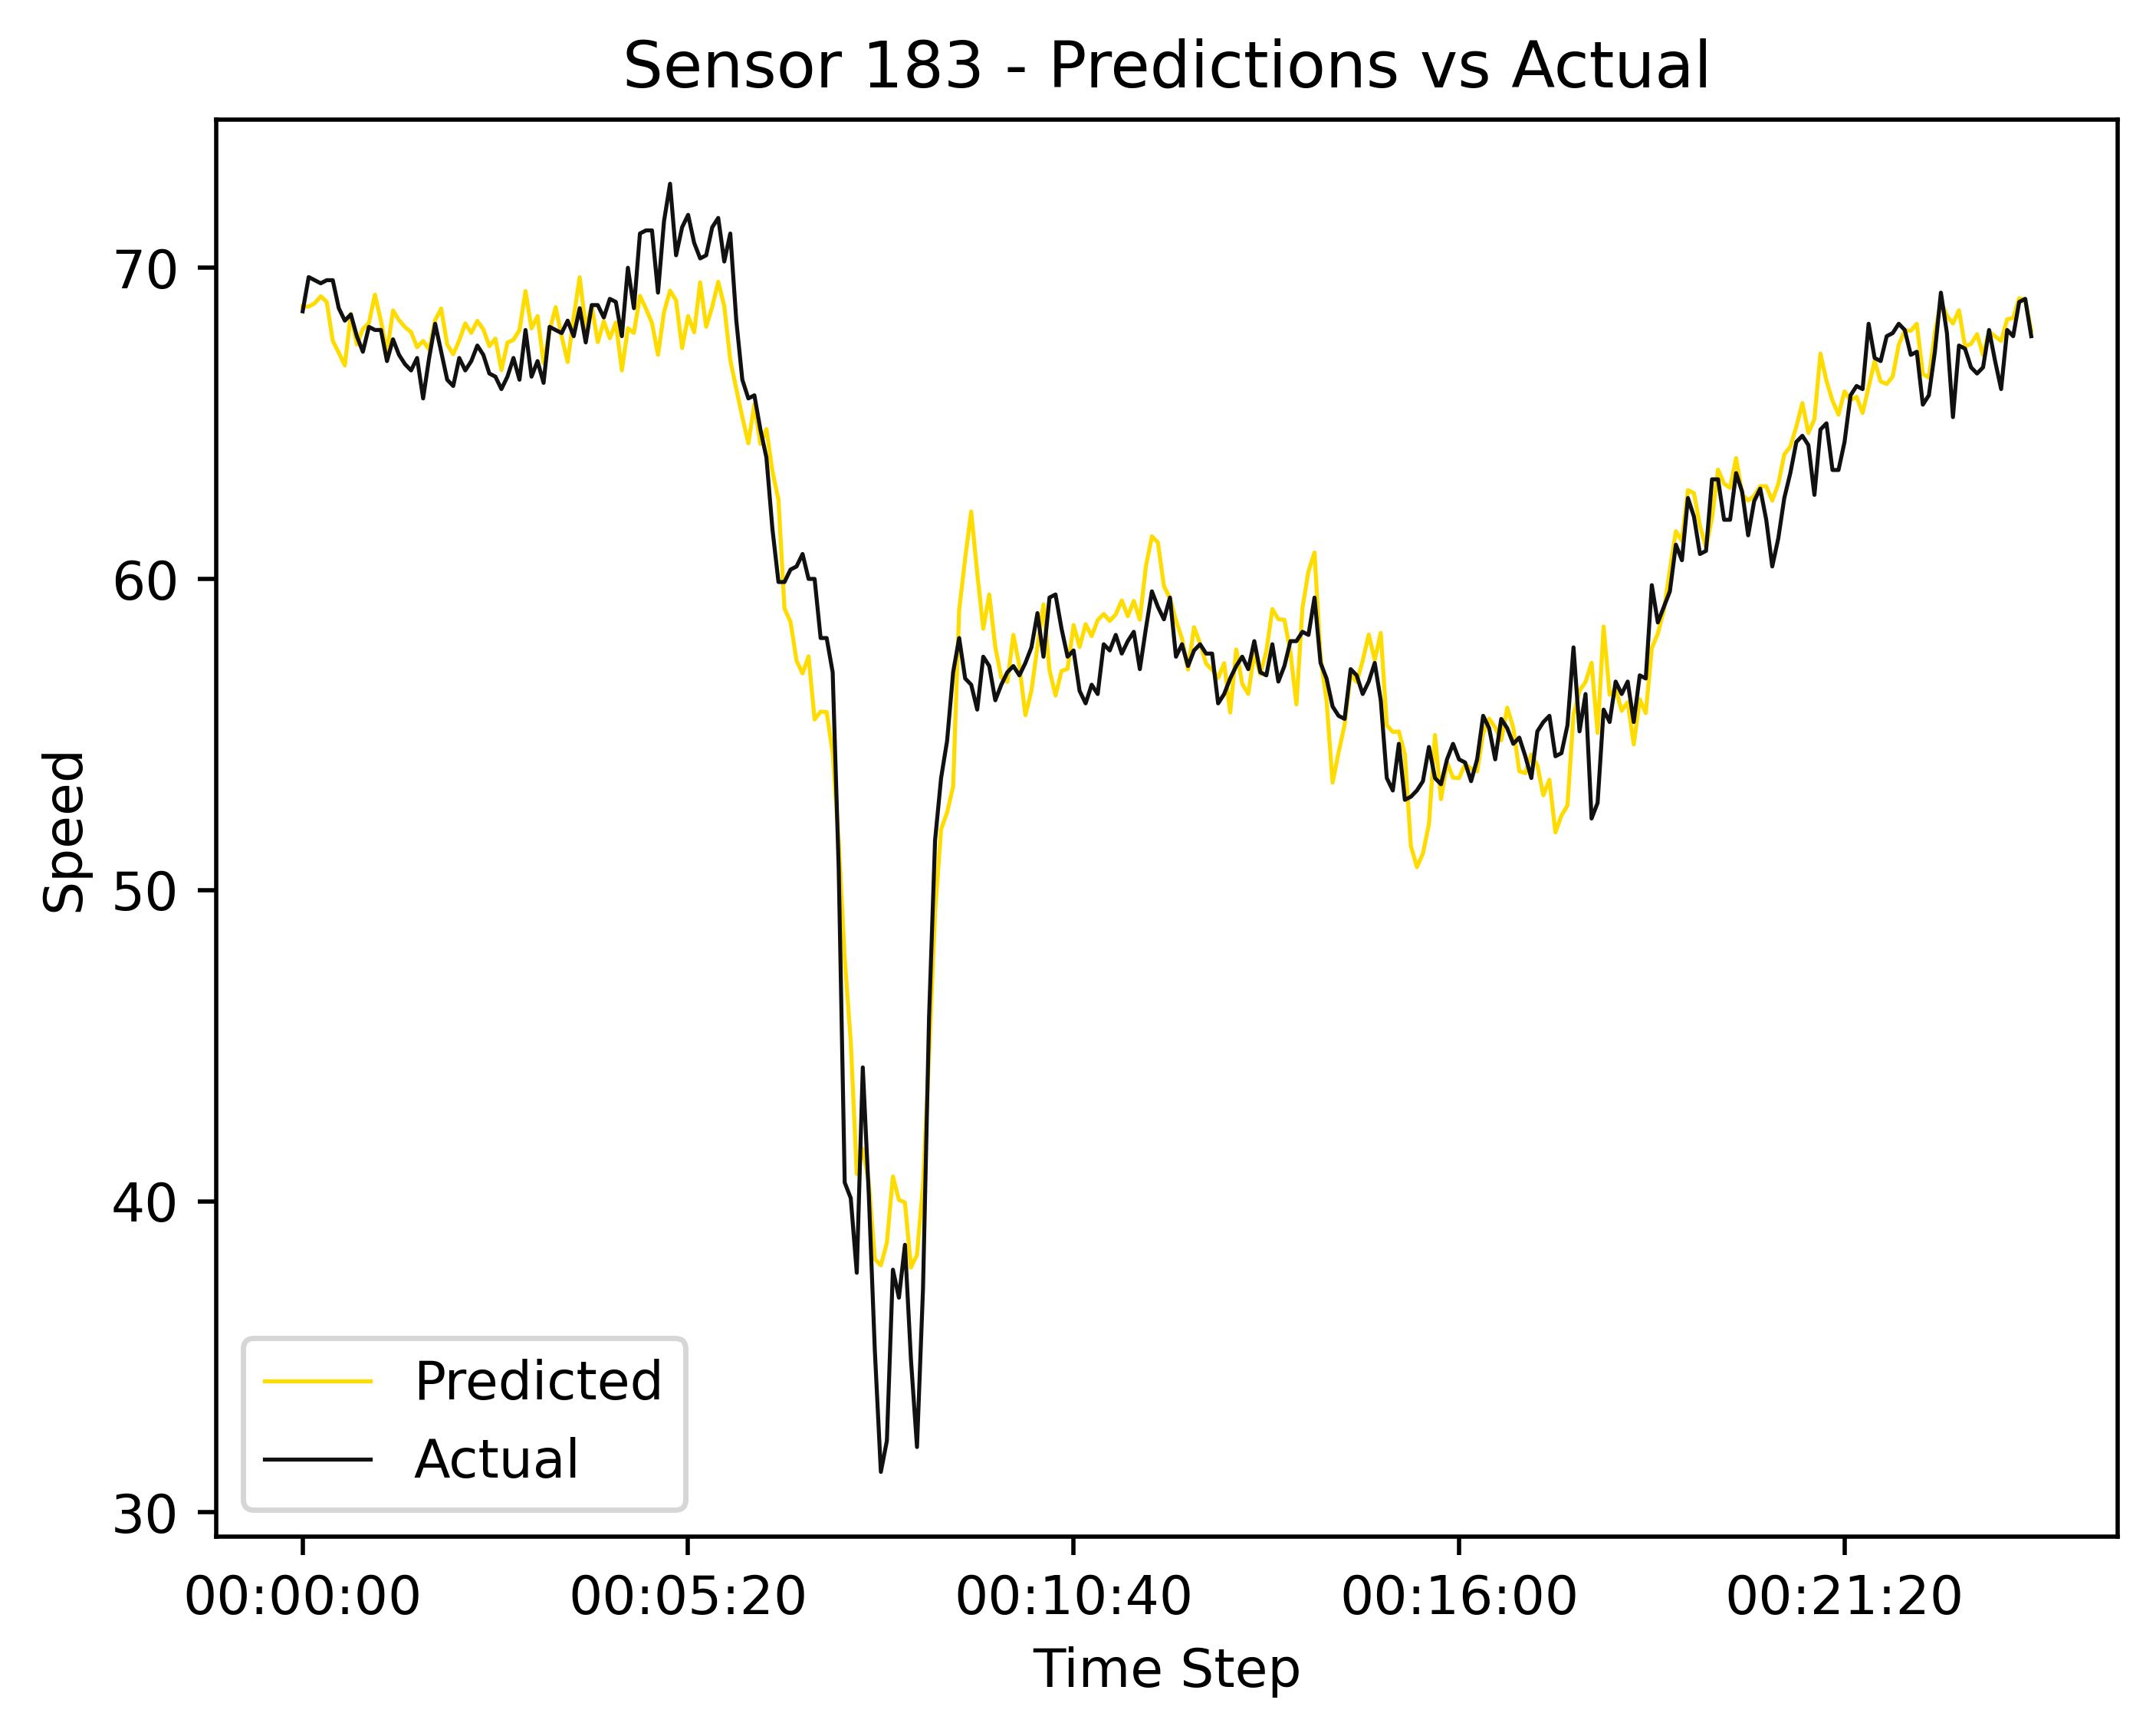 Sensor 183 - Predictions vs Actual
70
60
50
40
30
Speed
Predicted
Actual
00:00:00 00:05:20 00:10:40 00:16:00 00:21:20
Time Step